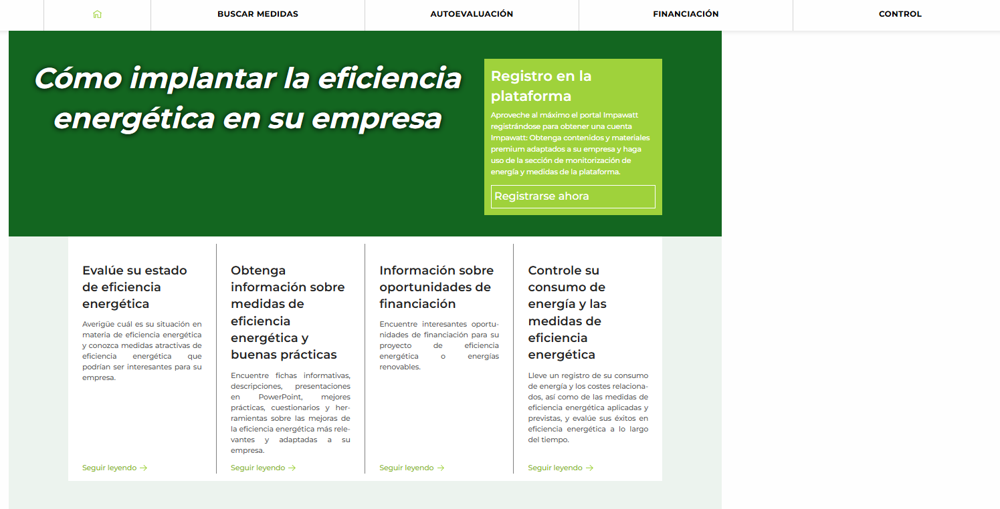 BUSCAR MEDIDAS
AUTOEVALUACIÓN
FINANCIACIÓN
CONTROL
Cómo implantar la eficiencia
energética en su empresa
Registro en la
plataforma
Aproveche al máximo el portal Impawatt
registrándose para obtener una cuenta
Impawatt: Obtenga contenidos y materiales
premium adaptados a su empresa y haga
uso de la sección de monitorización de
energía y medidas de la plataforma.
Registrarse ahora
Evalúe su estado
de eficiencia
energética
Averigüe cuál es su situación en
materia de eficiencia energética
y conozca medidas atractivas de
eficiencia energética que
podrían ser interesantes para su
empresa.
Seguir leyendo →
Obtenga
información sobre
medidas de
eficiencia
energética y
buenas prácticas
Encuentre fichas informativas,
descripciones, presentaciones
en PowerPoint, mejores
prácticas, cuestionarios y her-
ramientas sobre las mejoras de
la eficiencia energética más rele-
vantes y adaptadas a su
empresa.
Seguir leyendo →
Información sobre
oportunidades de
financiación
Encuentre interesantes oportu-
nidades de financiación para su
proyecto de eficiencia
energética o energías
renovables.
Seguir leyendo →
Controle su
consumo de
energía y las
medidas de
eficiencia
energética
Lleve un registro de su consumo
de energía y los costes relaciona-
dos, así como de las medidas de
eficiencia energética aplicadas y
previstas, y evalúe sus éxitos en
eficiencia energética a lo largo
del tiempo.
Seguir leyendo →